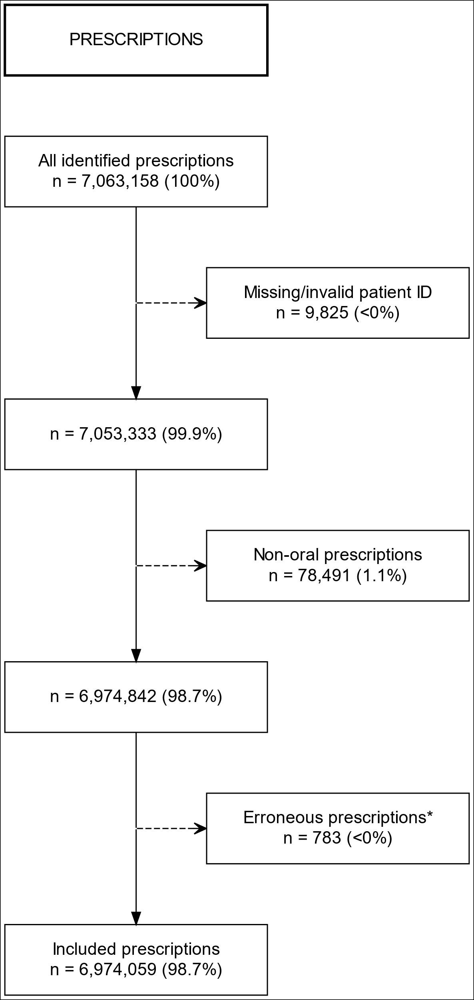 PRESCRIPTIONS
All identified prescriptions
n = 7,063,158 (100%)
Missing/invalid patient ID
n = 9,825 (<0%)
n = 7,053,333 (99.9%)
Non-oral prescriptions
n = 78,491 (1.1%)
n = 6,974,842 (98.7%)
Erroneous prescriptions*
n = 783 (<0%)
Included prescriptions
n = 6,974,059 (98.7%)